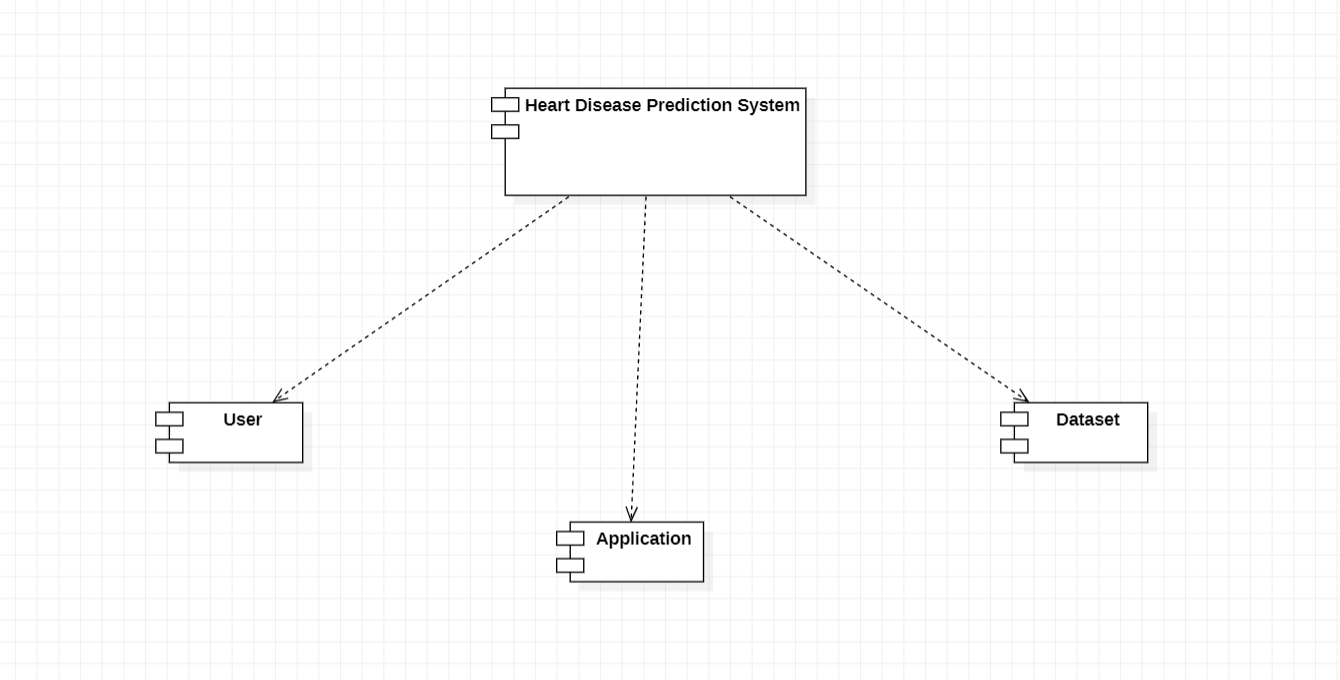 Heart Disease Prediction System
User
Dataset
Application